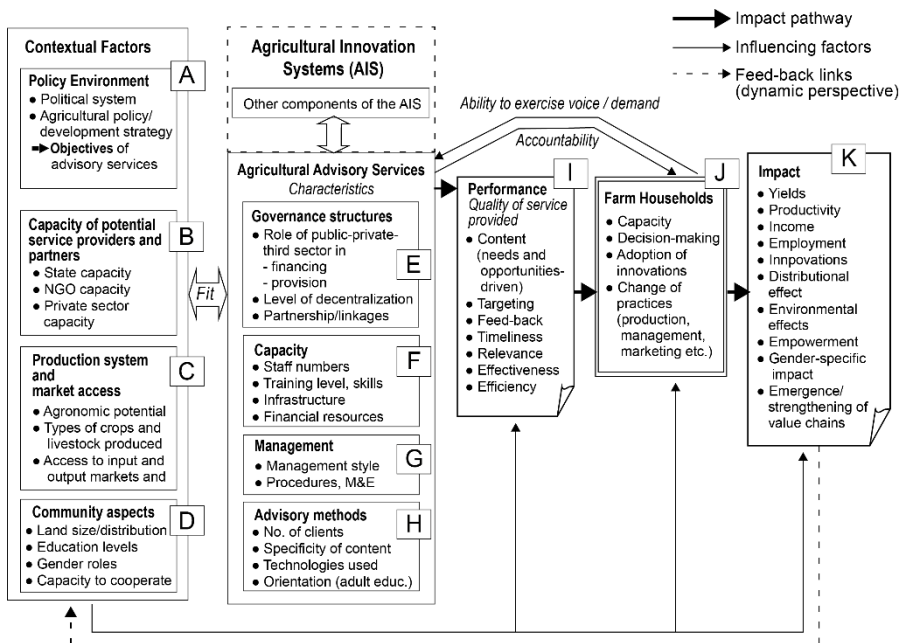 Impact pathway
Influencing factors
Feed-back links
(dynamic perspective)
Contextual Factors
A
Policy Environment
● Political system
● Agricultural policy/
development strategy
➡ Objectives of
advisory services
B
Capacity of potential
service providers and
partners
● State capacity
● NGO capacity
● Private sector
capacity
C
Production system
and
market access
● Agronomic potential
● Types of crops and
livestock produced
● Access to input and
output markets and
D
Community aspects
● Land size/distribution
● Education levels
● Gender roles
● Capacity to cooperate
Fit
Agricultural Innovation
Systems (AIS)
Other components of the AIS
Agricultural Advisory Services
Characteristics
Governance structures
● Role of public-private-
third sector in
- financing
- provision
● Level of decentralization
● Partnership/linkages
E
Capacity
● Staff numbers
● Training level, skills
● Infrastructure
● Financial resources
F
Management
● Management style
● Procedures, M&E
G
Advisory methods
● No. of clients
● Specificity of content
● Technologies used
● Orientation (adult educ.)
H
Ability to exercise voice / demand
Accountability
I
Performance
Quality of service
provided
● Content
(needs and
opportunities-
driven)
● Targeting
● Feed-back
● Timeliness
● Relevance
● Effectiveness
● Efficiency
J
Farm Households
● Capacity
● Decision-making
● Adoption of
innovations
● Change of
practices
(production,
management,
marketing etc.)
K
Impact
● Yields
● Productivity
● Income
● Employment
● Innpovations
● Distributional
effect
● Environmental
effects
● Empowerment
● Gender-specific
impact
● Emergence/
strengthening of
value chains